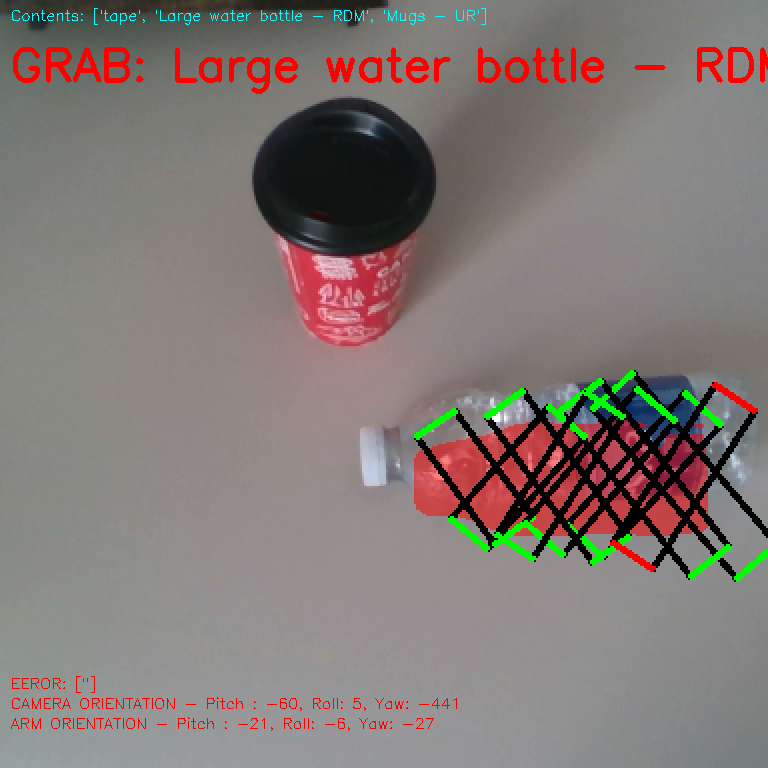 Contents: ['tape', 'Large water bottle - RDM', 'Mugs - UR']
GRAB: Large water bottle - RDM
EEROR: ['']
CAMERA ORIENTATION - Pitch : -60, Roll: 5, Yaw: -441
ARM ORIENTATION - Pitch : -21, Roll: -6, Yaw: -27